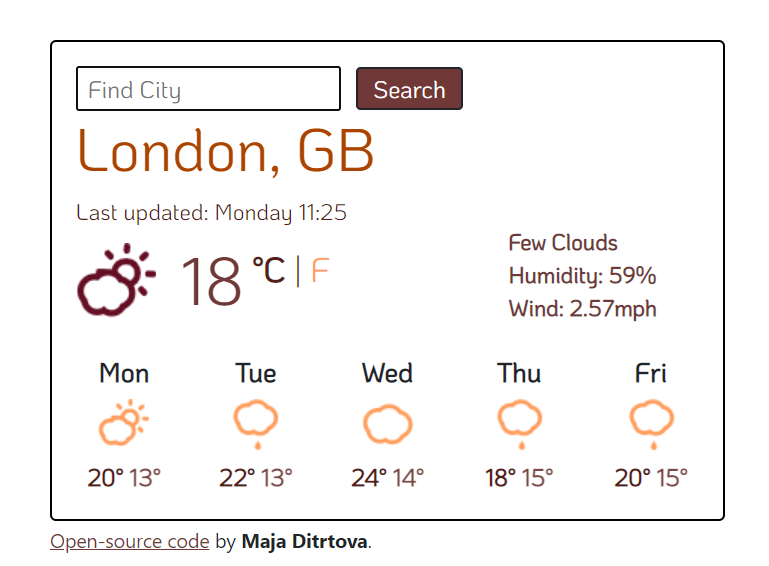 Find City Search
London, GB
Last updated: Monday 11:25
18 °C | F
Few Clouds
Humidity: 59%
Wind: 2.57mph
Mon Tue Wed Thu Fri
20° 13° 22° 13° 24° 14° 18° 15° 20° 15°
Open-source code by Maja Ditrtova.